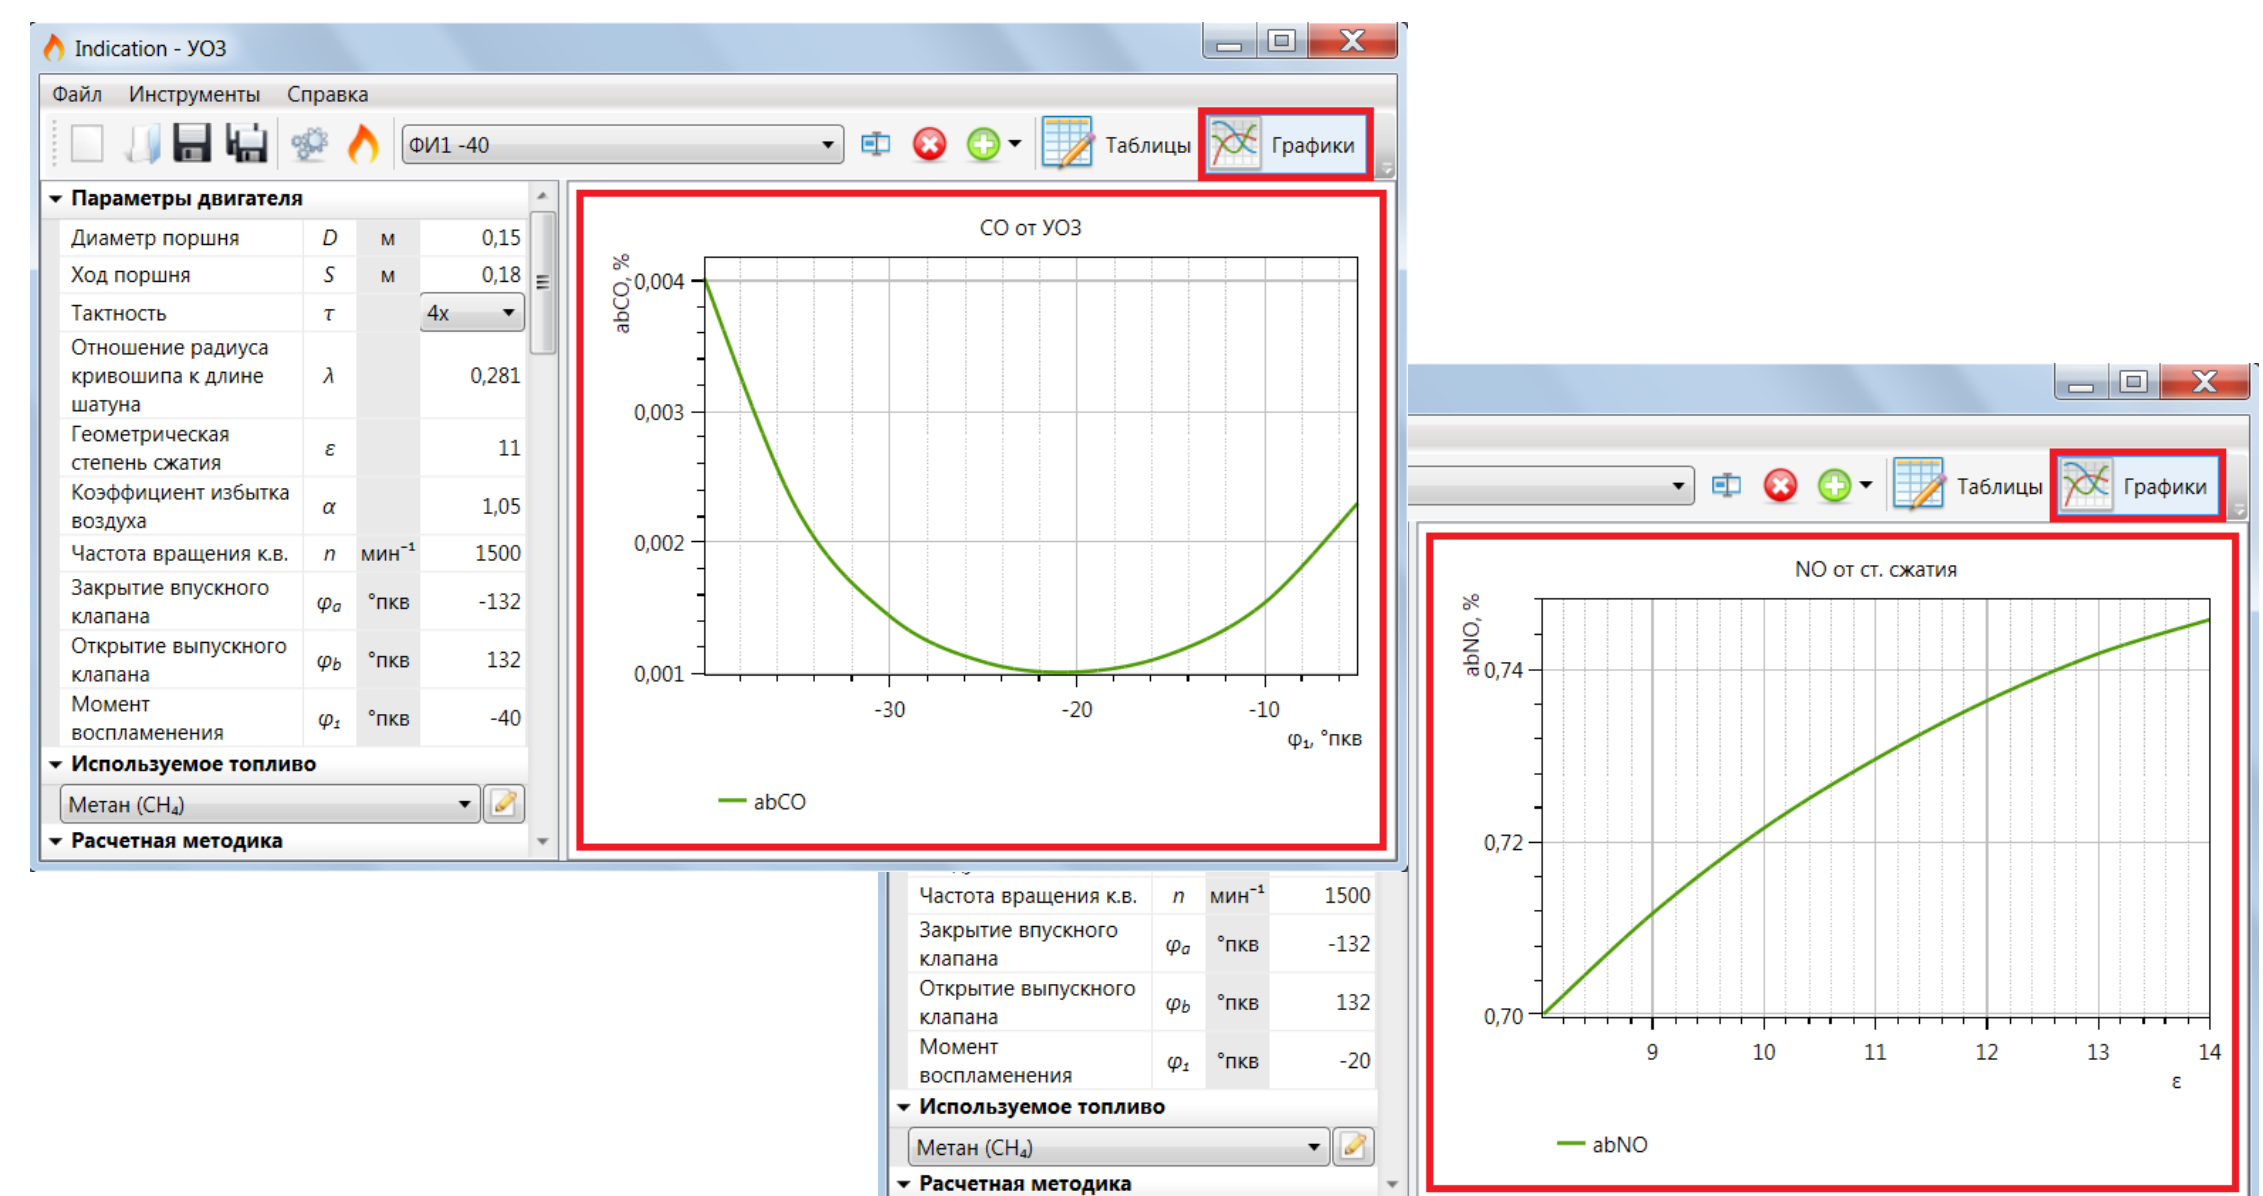 Indication - УОЗ
Файл Инструменты Справка
ФИ1 -40
Таблицы
Графики
Параметры двигателя
Диаметр поршня D м 0,15
Ход поршня S м 0,18
Тактность τ 4х
Отношение радиуса
кривошипа к длине λ 0,281
шатуна
Геометрическая
степень сжатия ε 11
Коэффициент избытка
воздуха α 1,05
Частота вращения к.в. n мин⁻¹ 1500
Закрытие впускного
клапана φₐ °пкв -132
Открытие выпускного
клапана φb °пкв 132
Момент
воспламенения φ₁ °пкв -40
Используемое топливо
Метан (CH₄)
Расчетная методика
CO от УОЗ
abCO, %
0,004
0,003
0,002
0,001
-30 -20 -10
φ₁, °пкв
abCO
Таблицы
Графики
Частота вращения к.в. n мин⁻¹ 1500
Закрытие впускного
клапана φₐ °пкв -132
Открытие выпускного
клапана φb °пкв 132
Момент
воспламенения φ₁ °пкв -20
Используемое топливо
Метан (CH₄)
Расчетная методика
NO от ст. сжатия
abNO, %
0,74
0,72
0,70
9 10 11 12 13 14
ε
abNO